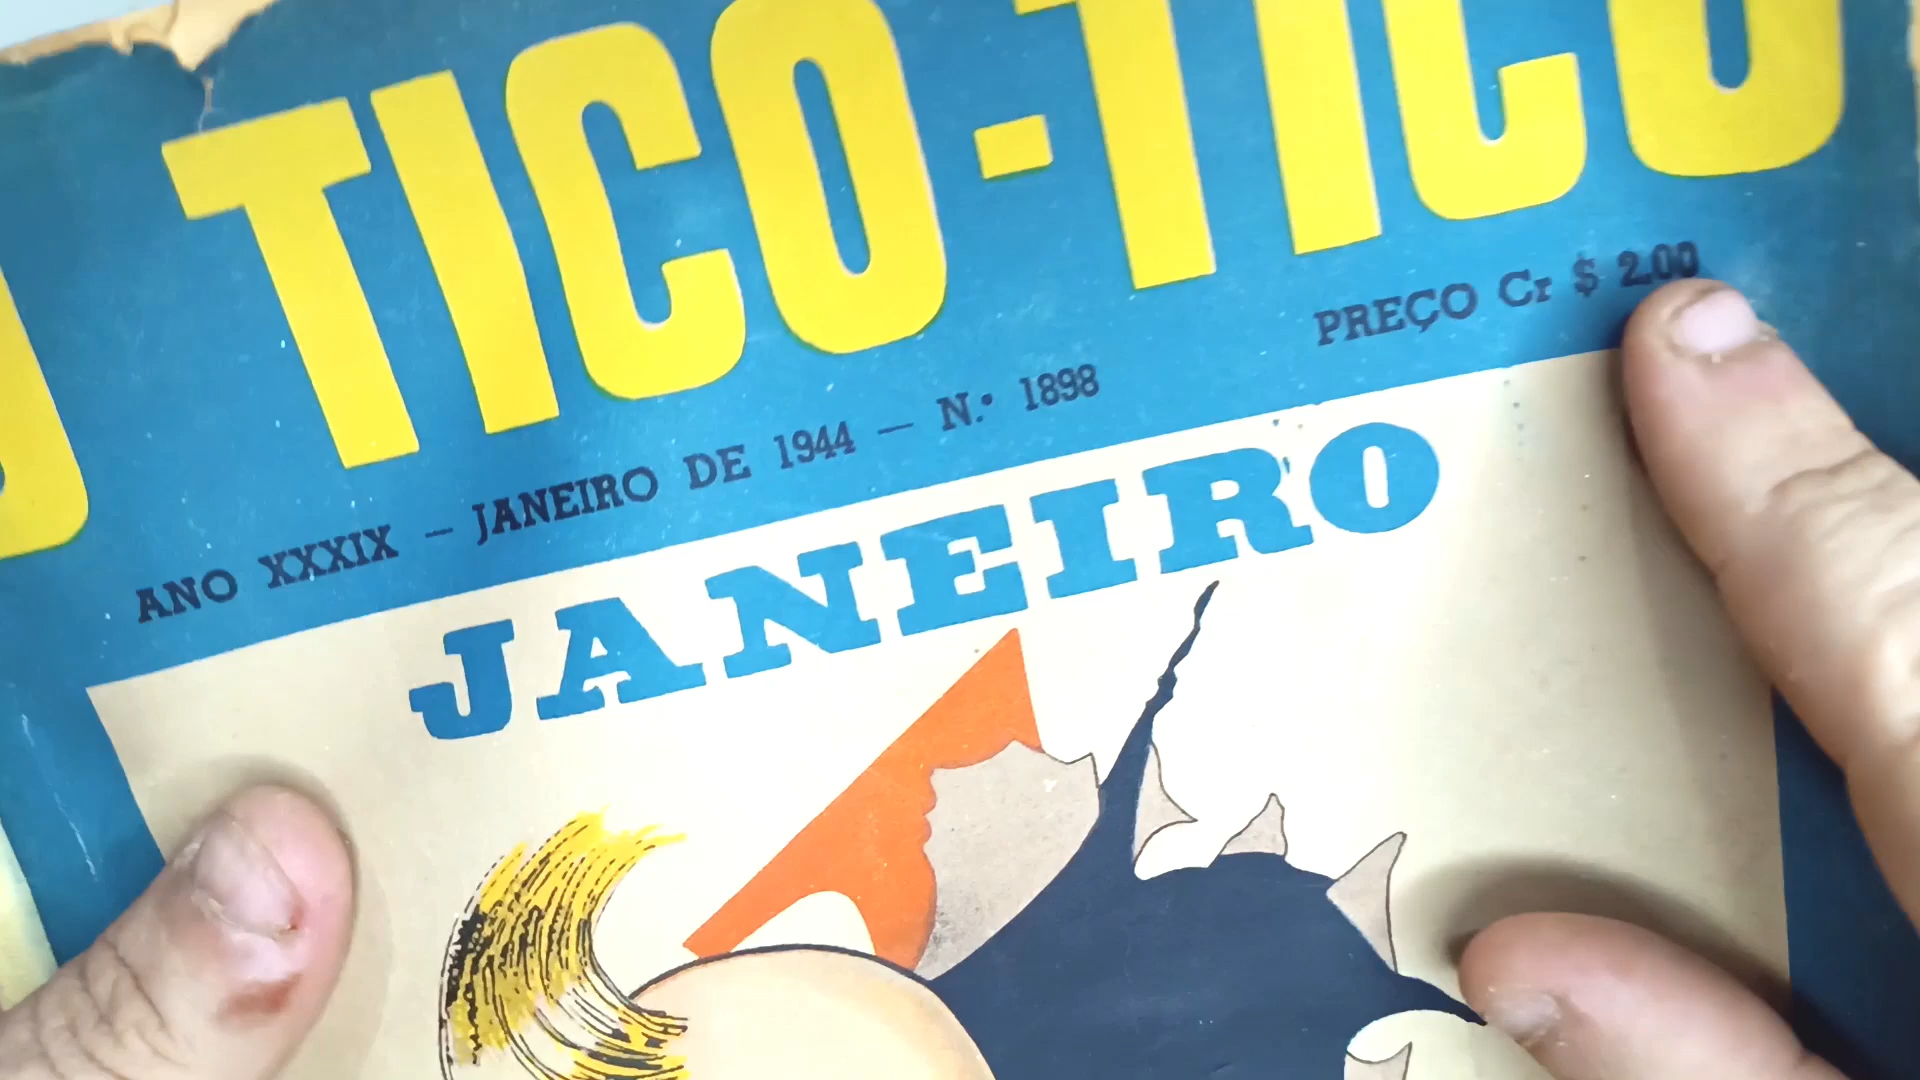 O TICO-TICO
PREÇO Cr $ 2.00
ANO XXXIX — JANEIRO DE 1944 — N.º 1898
JANEIRO